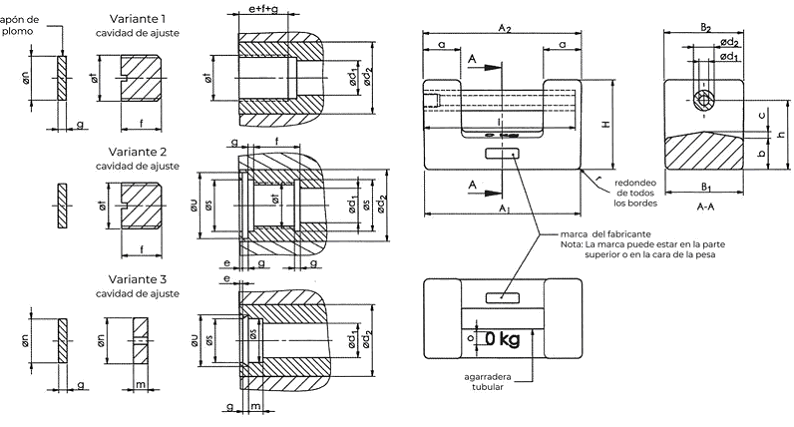 apón de
plomo
Variante 1
cavidad de ajuste
e+f+g
øn
øt
øt
ød1
ød2
g
f
Variante 2
cavidad de ajuste
g
f
øt
øu
øs
øt
ød1
øs
ød2
f
e
g
g
Variante 3
cavidad de ajuste
e
øn
øn
øu
øs
øs
ød1
ød2
g
m
g
m
A2
a
a
A
H
0 kg
A
r
A1
redondeo
de todos
los bordes
B2
ød2
ød1
c
b
h
B1
A-A
marca del fabricante
Nota: La marca puede estar en la parte
superior o en la cara de la pesa
o
0 kg
agarradera
tubular